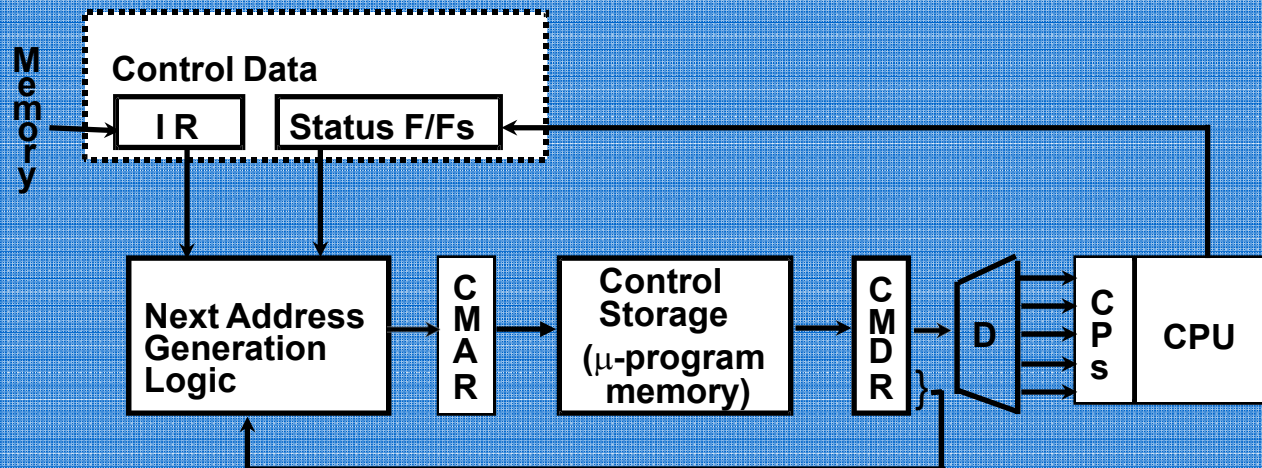 Memory
Control Data
I R
Status F/Fs
Next Address
Generation
Logic
CMAR
Control
Storage
(μ-program
memory)
CMDR
}
D
CPs
CPU